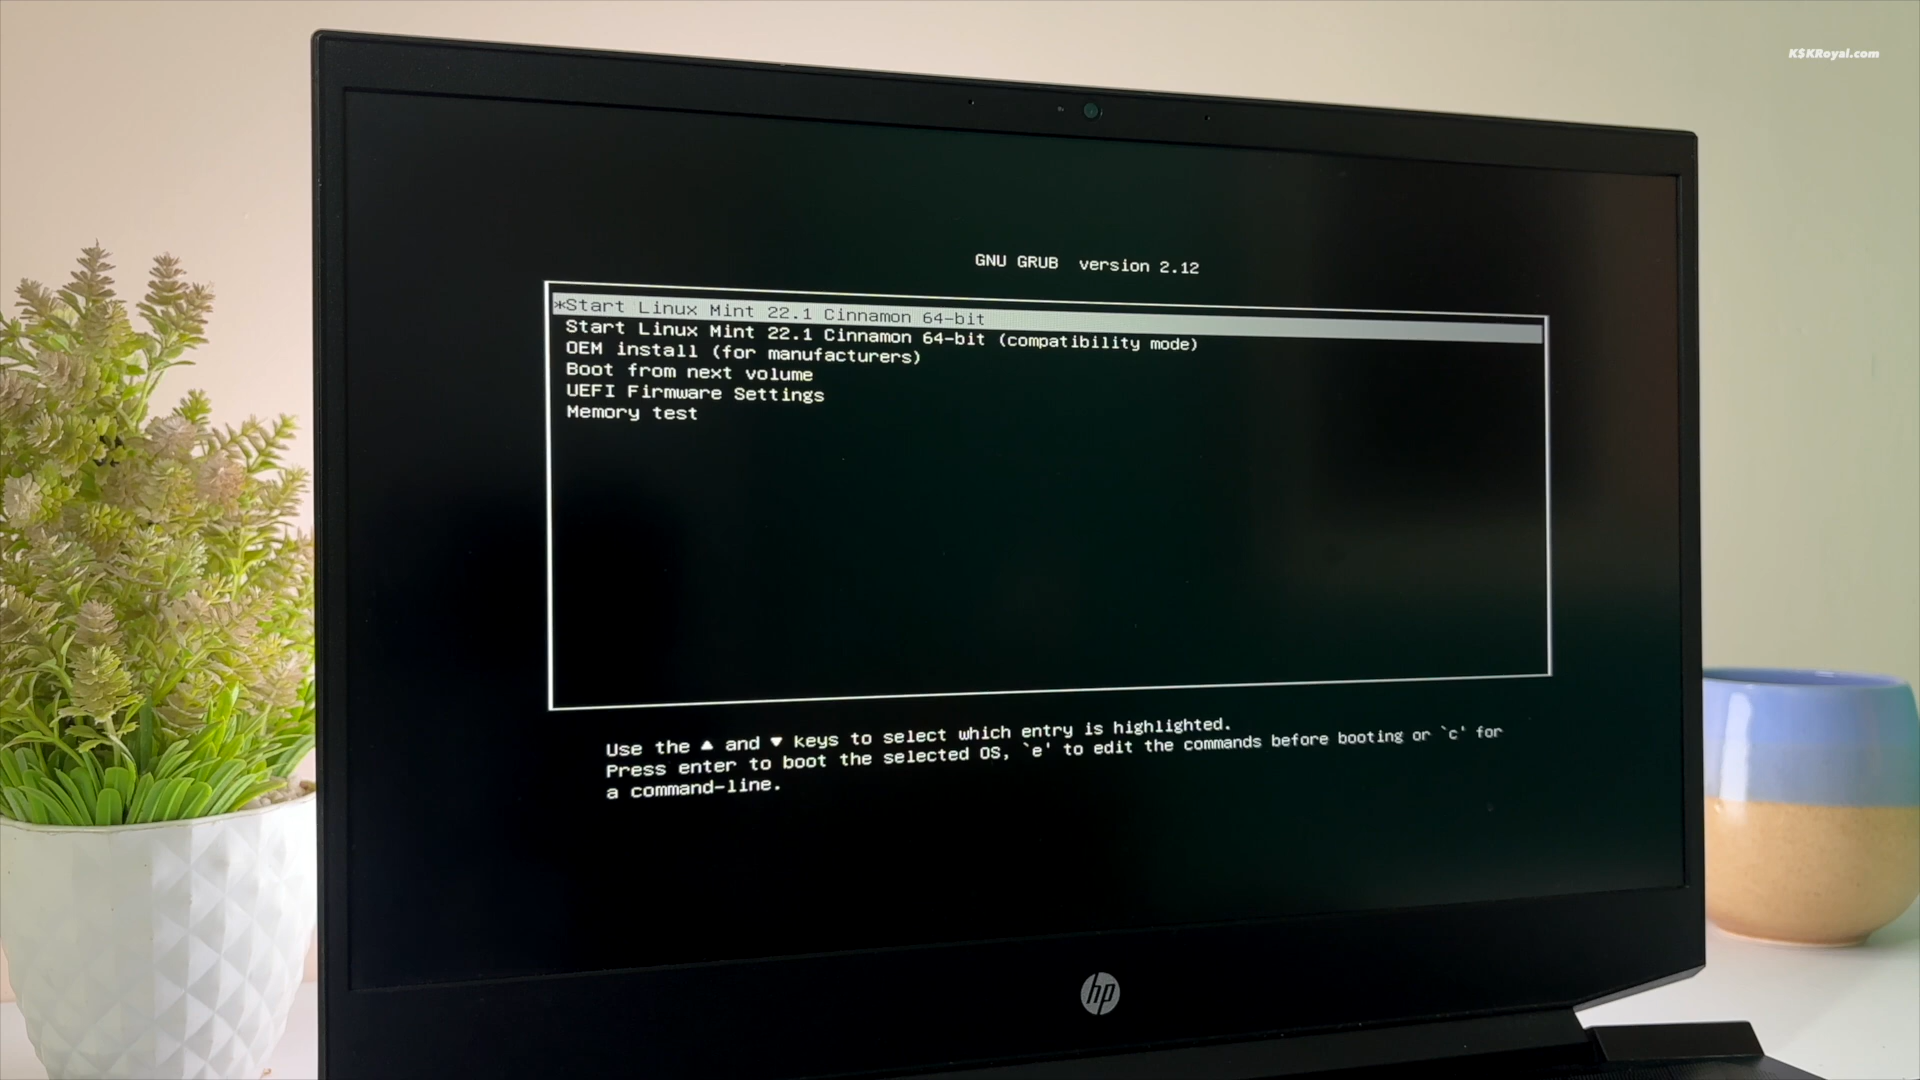 KSKRoyal.com
GNU GRUB version 2.12
*Start Linux Mint 22.1 Cinnamon 64-bit
Start Linux Mint 22.1 Cinnamon 64-bit (compatibility mode)
OEM install (for manufacturers)
Boot from next volume
UEFI Firmware Settings
Memory test
Use the ▲ and ▼ keys to select which entry is highlighted.
Press enter to boot the selected OS, `e' to edit the commands before booting or `c' for
a command-line.
hp